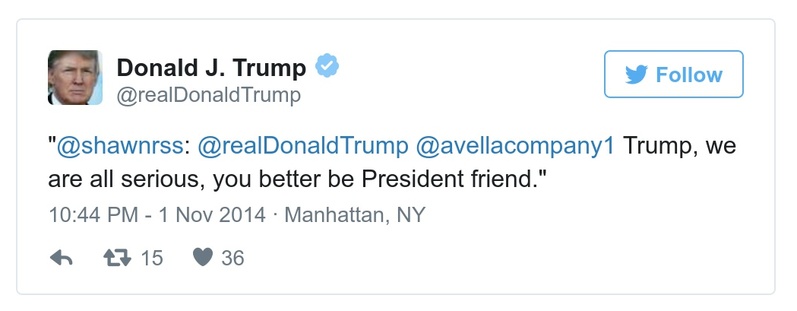 Donald J. Trump
@realDonaldTrump
Follow
"@shawnrss: @realDonaldTrump @avellacompany1 Trump, we
are all serious, you better be President friend."
10:44 PM - 1 Nov 2014 · Manhattan, NY
15 36